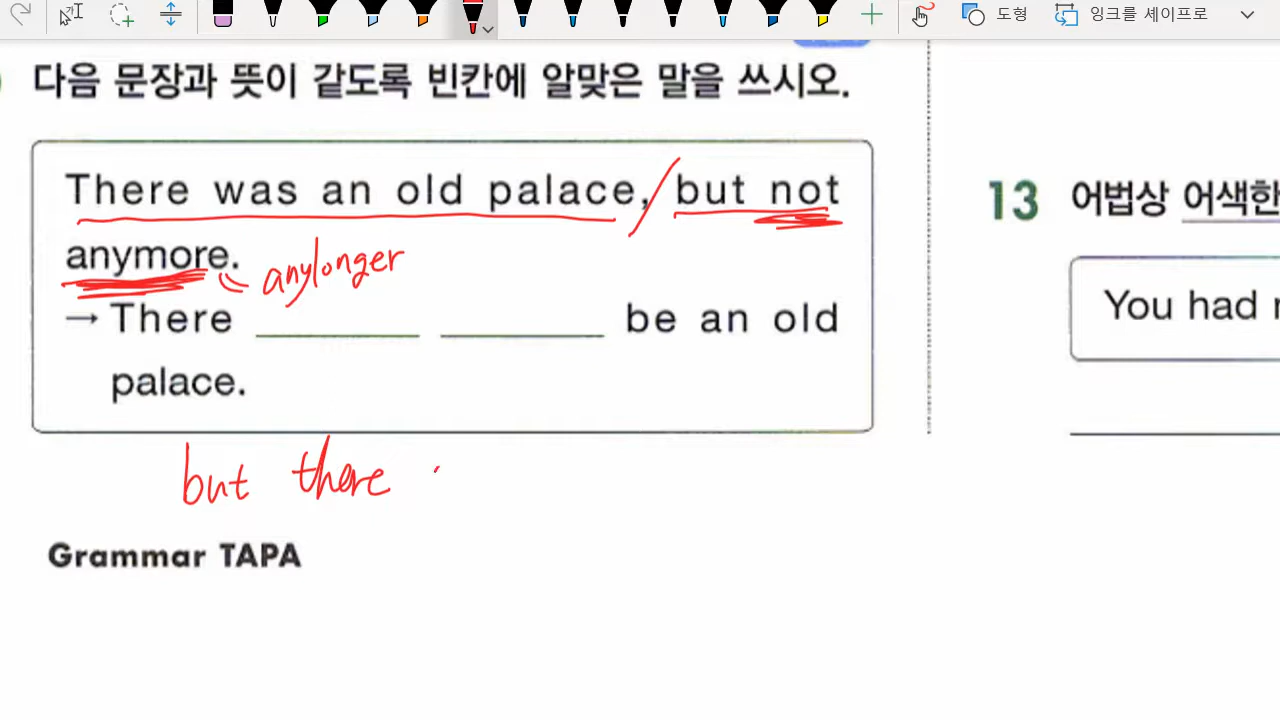 도형
잉크를 셰이프로
다음 문장과 뜻이 같도록 빈칸에 알맞은 말을 쓰시오.
There was an old palace, but not
anymore.
anylonger
→ There ________ ________ be an old
palace.
but there
Grammar TAPA
13 어법상 어색한
You had